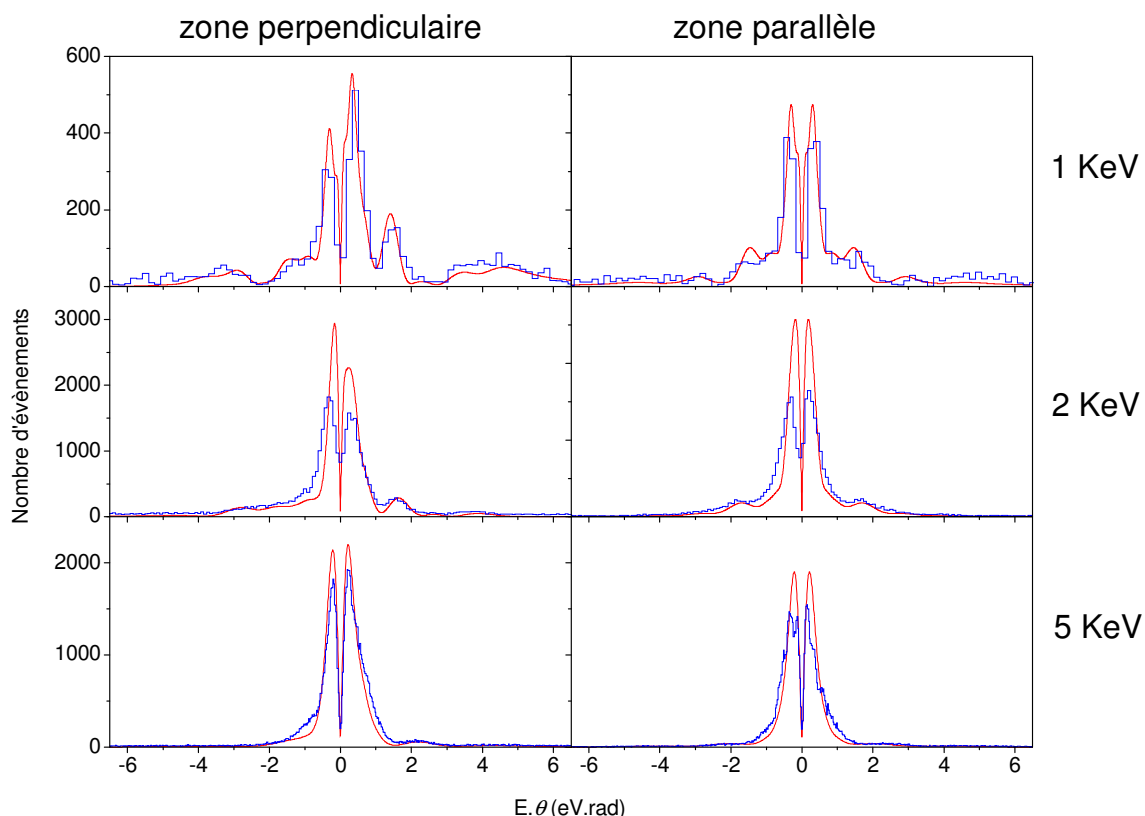 zone perpendiculaire
zone parallèle
600
400
200
0
1 KeV
3000
2000
1000
0
2 KeV
2000
1000
0
5 KeV
Nombre d'évènements
-6 -4 -2 0 2 4 6
-6 -4 -2 0 2 4 6
E.θ (eV.rad)